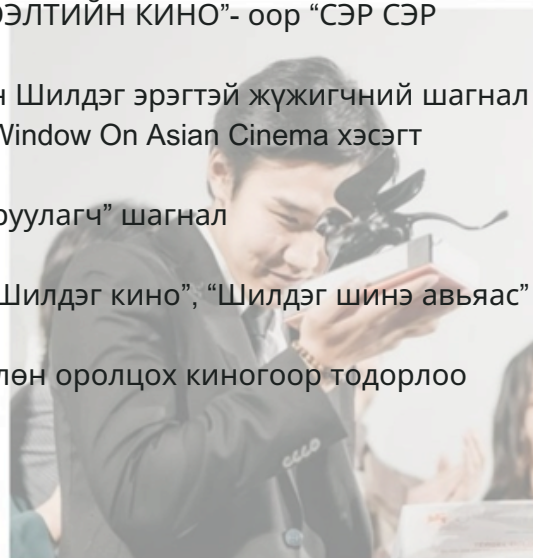 ЭЛТИЙН КИНО”- оор “СЭР СЭР
Шилдэг эрэгтэй жүжигчний шагнал
Window On Asian Cinema хэсэгт
руулагч” шагнал
Шилдэг кино”, “Шилдэг шинэ авьяас”
лөн оролцох киногоор тодорлоо